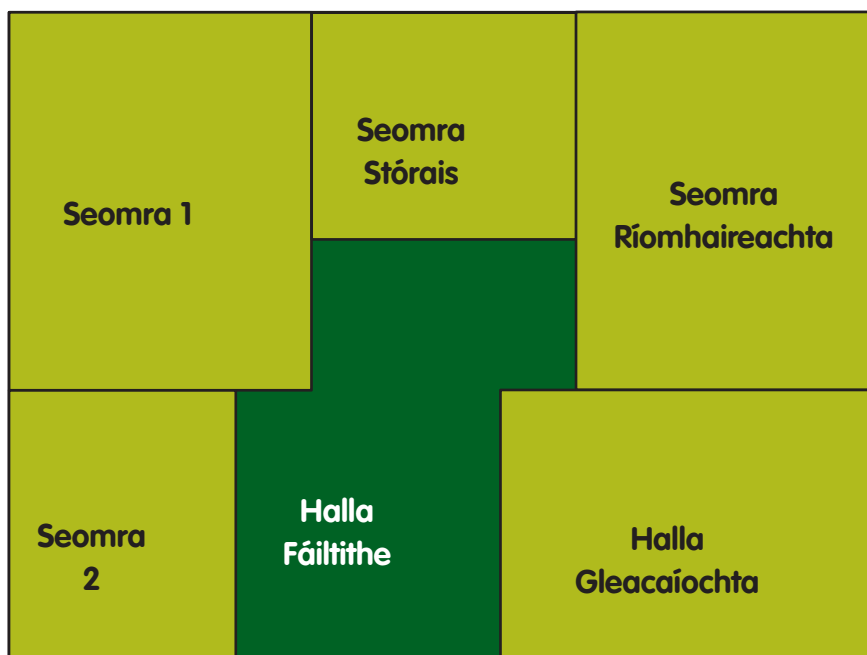 Seomra
Stórais
Seomra 1
Seomra
Ríomhaireachta
Seomra
2
Halla
Fáiltithe
Halla
Gleacaíochta